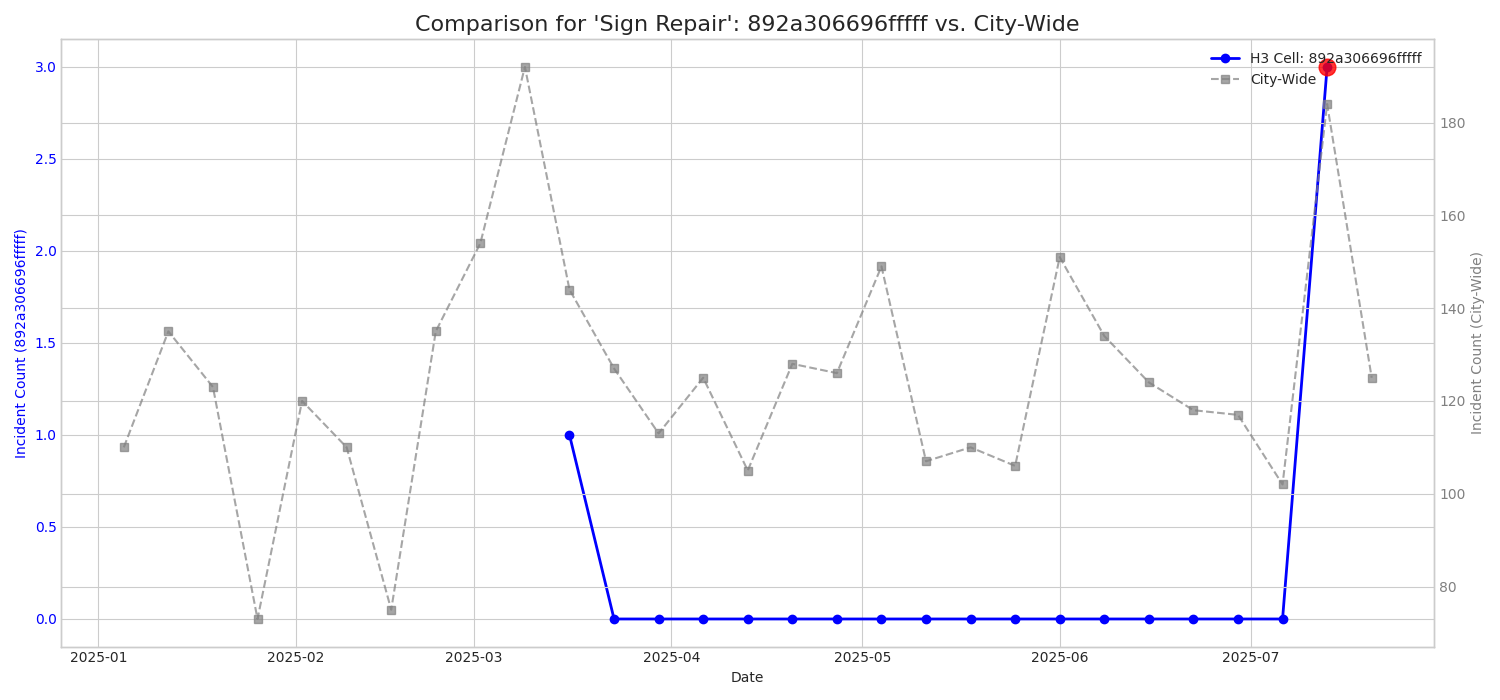 Comparison for 'Sign Repair': 892a306696fffff vs. City-Wide
H3 Cell: 892a306696fffff
City-Wide
Incident Count (892a306696fffff)
3.0
2.5
2.0
1.5
1.0
0.5
0.0
180
160
140
120
100
80
Incident Count (City-Wide)
2025-01 2025-02 2025-03 2025-04 2025-05 2025-06 2025-07
Date